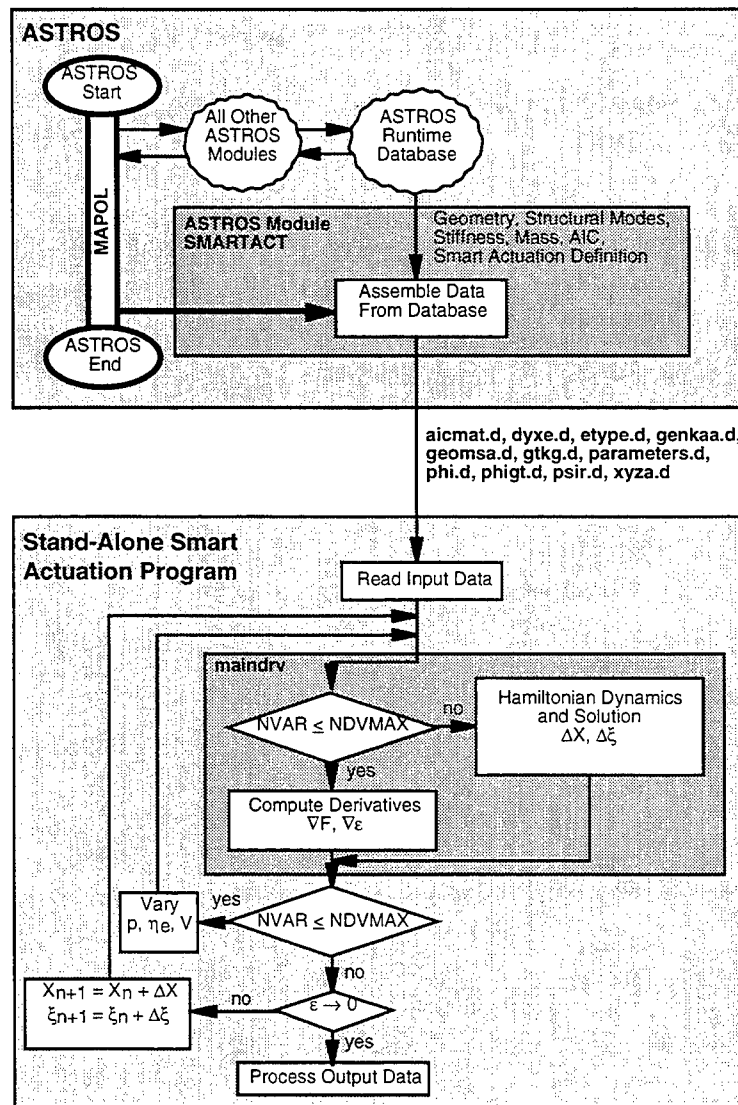 ASTROS
ASTROS
Start
All Other
ASTROS
Modules
ASTROS
Runtime
Database
MAPOL
ASTROS Module
SMARTACT
Geometry, Structural Modes,
Stiffness, Mass, AIC,
Smart Actuation Definition
Assemble Data
From Database
ASTROS
End
aicmat.d, dyxe.d, etype.d, genkaa.d,
geomsa.d, gtkg.d, parameters.d,
phi.d, phigt.d, psir.d, xyza.d
Stand-Alone Smart
Actuation Program
Read Input Data
maindrv
NVAR ≤ NDVMAX
no
Hamiltonian Dynamics
and Solution
ΔX, Δξ
yes
Compute Derivatives
∇F, ∇ε
Vary
p, ηe, V
yes
NVAR ≤ NDVMAX
no
Xn+1 = Xn + ΔX
ξn+1 = ξn + Δξ
no
ε → 0
yes
Process Output Data